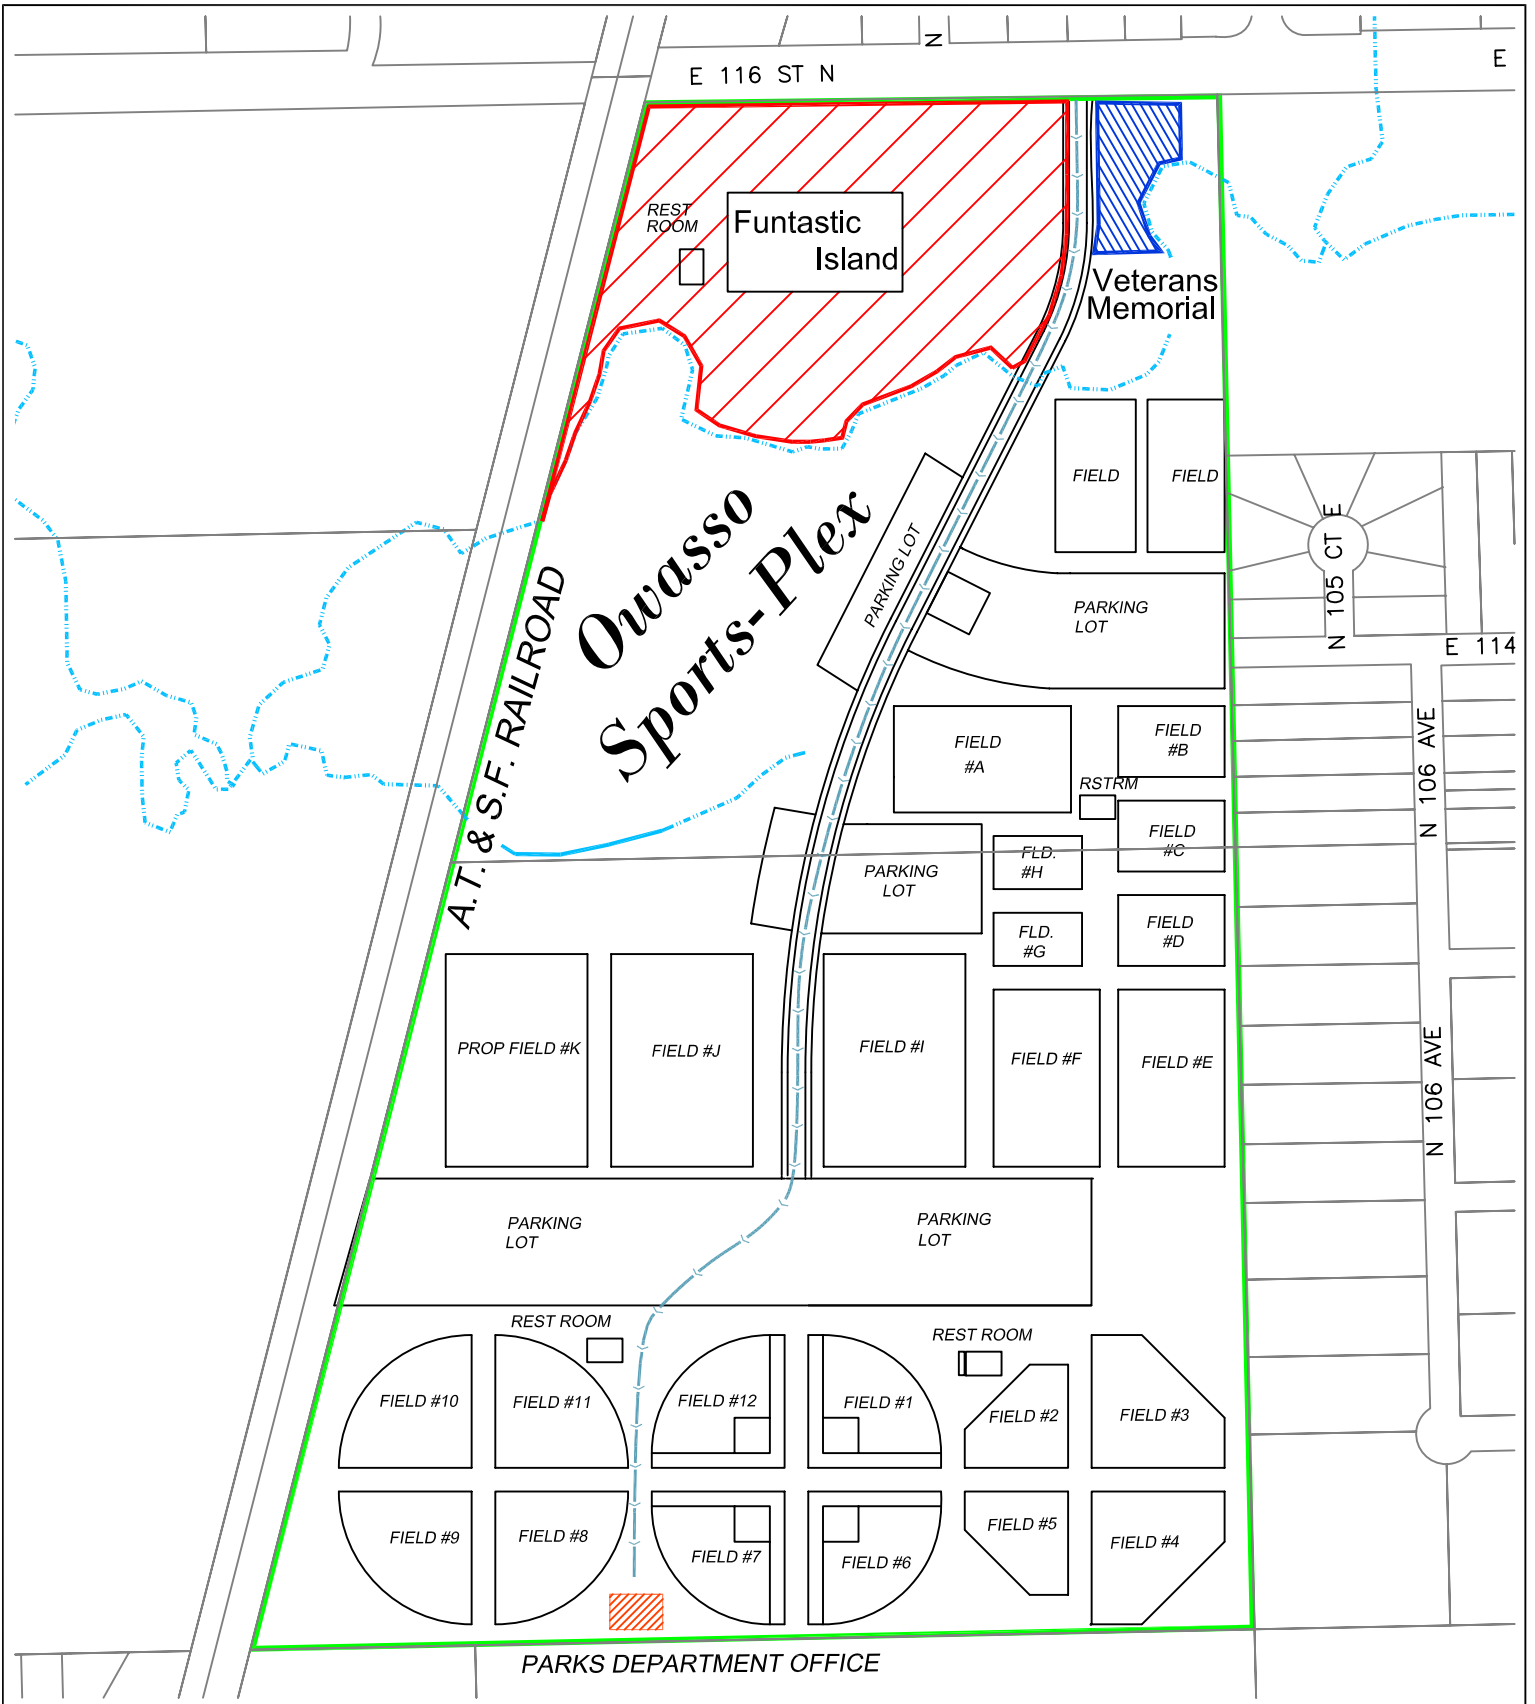 N
E 116 ST N
E
REST
ROOM
Funtastic
Island
Veterans
Memorial
FIELD
FIELD
Owasso
Sports-Plex
PARKING LOT
A.T. & S.F. RAILROAD
PARKING
LOT
N 105 CT E
E 114
FIELD
#A
FIELD
#B
RSTRM
N 106 AVE
FIELD
#C
FLD.
#H
PARKING
LOT
FLD.
#G
FIELD
#D
PROP FIELD #K
FIELD #J
FIELD #I
FIELD #F
FIELD #E
N 106 AVE
PARKING
LOT
PARKING
LOT
REST ROOM
REST ROOM
FIELD #10
FIELD #11
FIELD #12
FIELD #1
FIELD #2
FIELD #3
FIELD #9
FIELD #8
FIELD #7
FIELD #6
FIELD #5
FIELD #4
PARKS DEPARTMENT OFFICE